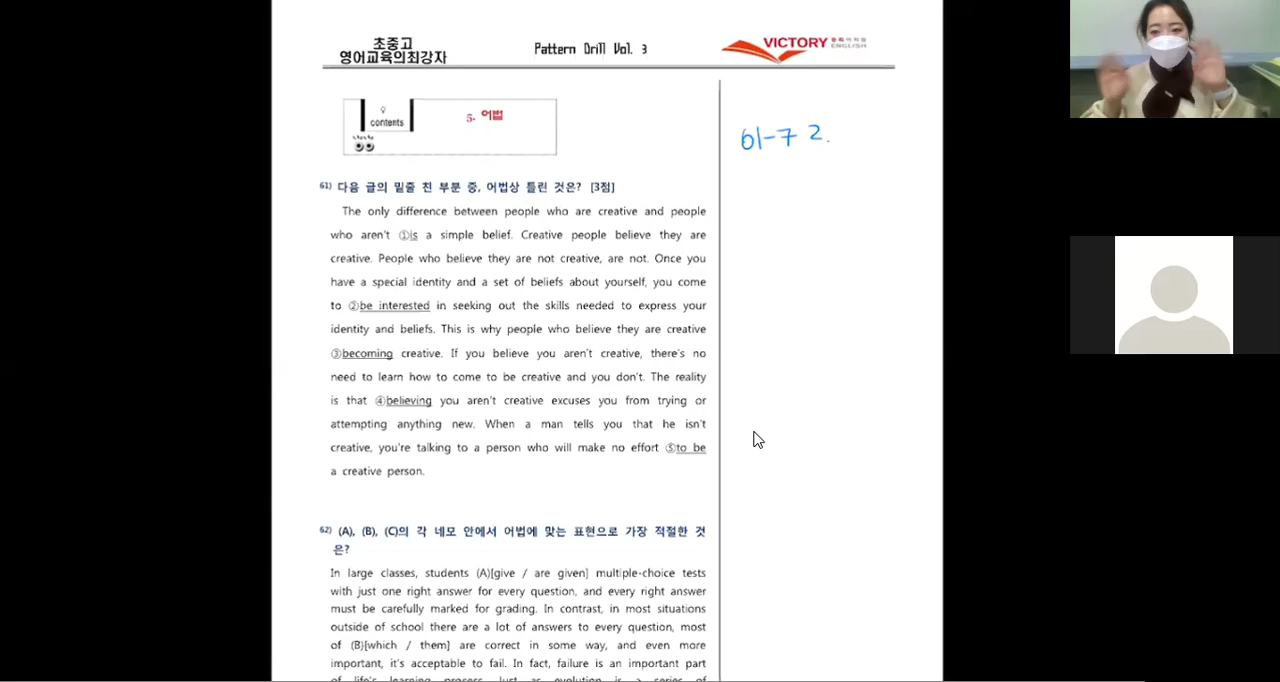 초중고
영어교육의최강자
Pattern Drill Vol. 3
VICTORY
ENGLISH
contents
5. 어법
61-72.
61) 다음 글의 밑줄 친 부분 중, 어법상 틀린 것은? [3점]
The only difference between people who are creative and people
who aren't ①is a simple belief. Creative people believe they are
creative. People who believe they are not creative, are not. Once you
have a special identity and a set of beliefs about yourself, you come
to ②be interested in seeking out the skills needed to express your
identity and beliefs. This is why people who believe they are creative
③becoming creative. If you believe you aren't creative, there's no
need to learn how to come to be creative and you don't. The reality
is that ④believing you aren't creative excuses you from trying or
attempting anything new. When a man tells you that he isn't
creative, you're talking to a person who will make no effort ⑤to be
a creative person.
62) (A), (B), (C)의 각 네모 안에서 어법에 맞는 표현으로 가장 적절한 것
은?
In large classes, students (A)[give / are given] multiple-choice tests
with just one right answer for every question, and every right answer
must be carefully marked for grading. In contrast, in most situations
outside of school there are a lot of answers to every question, most
of (B)[which / them] are correct in some way, and even more
important, it's acceptable to fail. In fact, failure is an important part
of life's learning process. Just as evolution is a series of